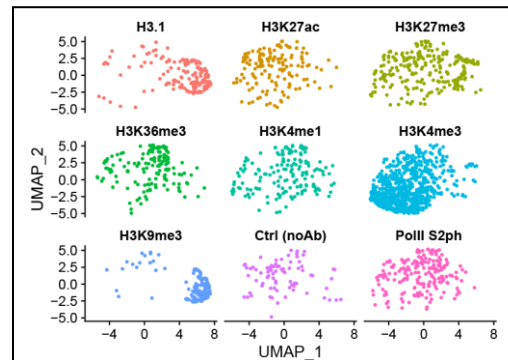 H3.1 H3K27ac H3K27me3
5.0
2.5
0.0
−2.5
−5.0
H3K36me3 H3K4me1 H3K4me3
5.0
2.5
0.0
−2.5
−5.0
H3K9me3 Ctrl (noAb) PolII S2ph
5.0
2.5
0.0
−2.5
−5.0
−4 0 4 8 −4 0 4 8 −4 0 4 8
UMAP_1
UMAP_2